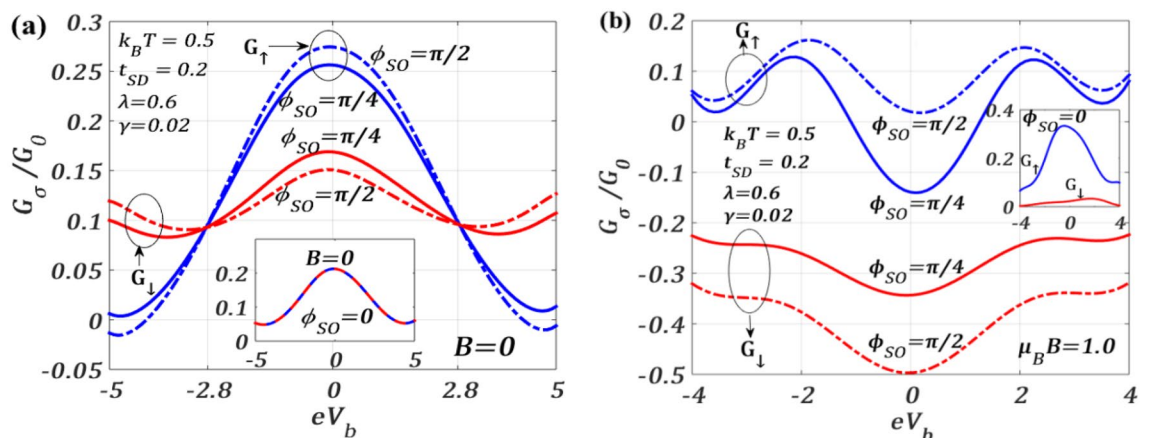 (a)
G_σ/G_0
0.3
0.25
0.2
0.15
0.1
0.05
0
-0.05
k_BT = 0.5
t_SD = 0.2
λ=0.6
γ=0.02
G↑
ϕ_SO=π/2
ϕ_SO=π/4
ϕ_SO=π/4
ϕ_SO=π/2
G↓
B=0
ϕ_SO=0
0.2
0.1
0
-5 0 5
B=0
-5 -2.8 0 2.8 5
eV_b
(b)
G_σ/G_0
0.2
0.1
0
-0.1
-0.2
-0.3
-0.4
-0.5
G↑
k_BT = 0.5
t_SD = 0.2
λ=0.6
γ=0.02
ϕ_SO=π/2
ϕ_SO=π/4
0.4
ϕ_SO=0
0.2
G↑
G↓
0
-4 0 4
ϕ_SO=π/4
ϕ_SO=π/2
G↓
μ_BB=1.0
-4 -2 0 2 4
eV_b